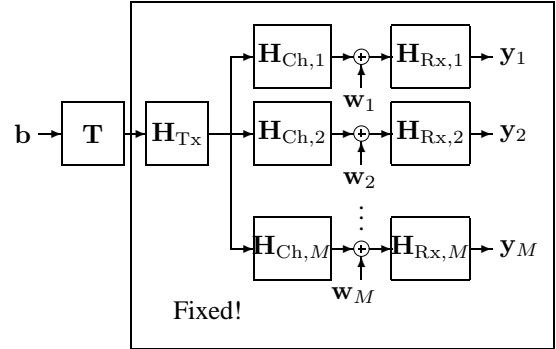 H_Ch,1 H_Rx,1 y_1
w_1
b T H_Tx H_Ch,2 H_Rx,2 y_2
w_2
⋮
H_Ch,M H_Rx,M y_M
w_M
Fixed!